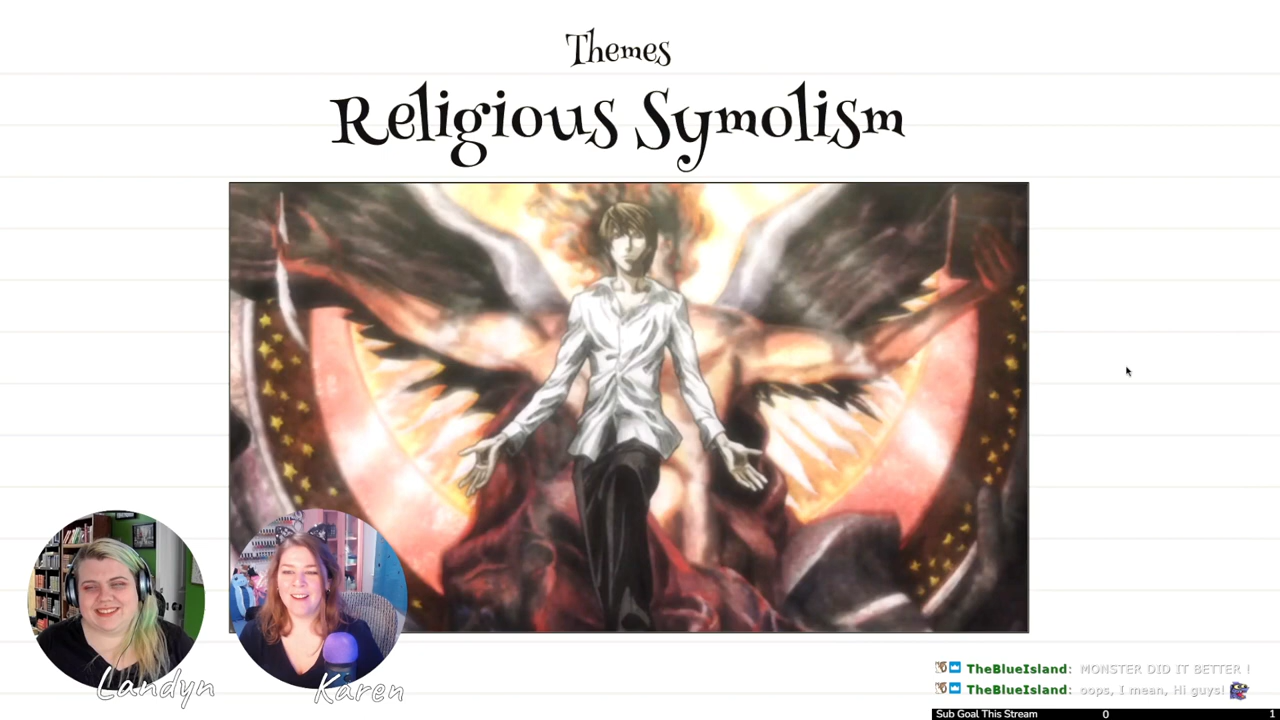 Themes
Religious Symolism
Landyn
Karen
TheBlueIsland: MONSTER DID IT BETTER !
TheBlueIsland: oops, I mean, Hi guys!
Sub Goal This Stream 0 1